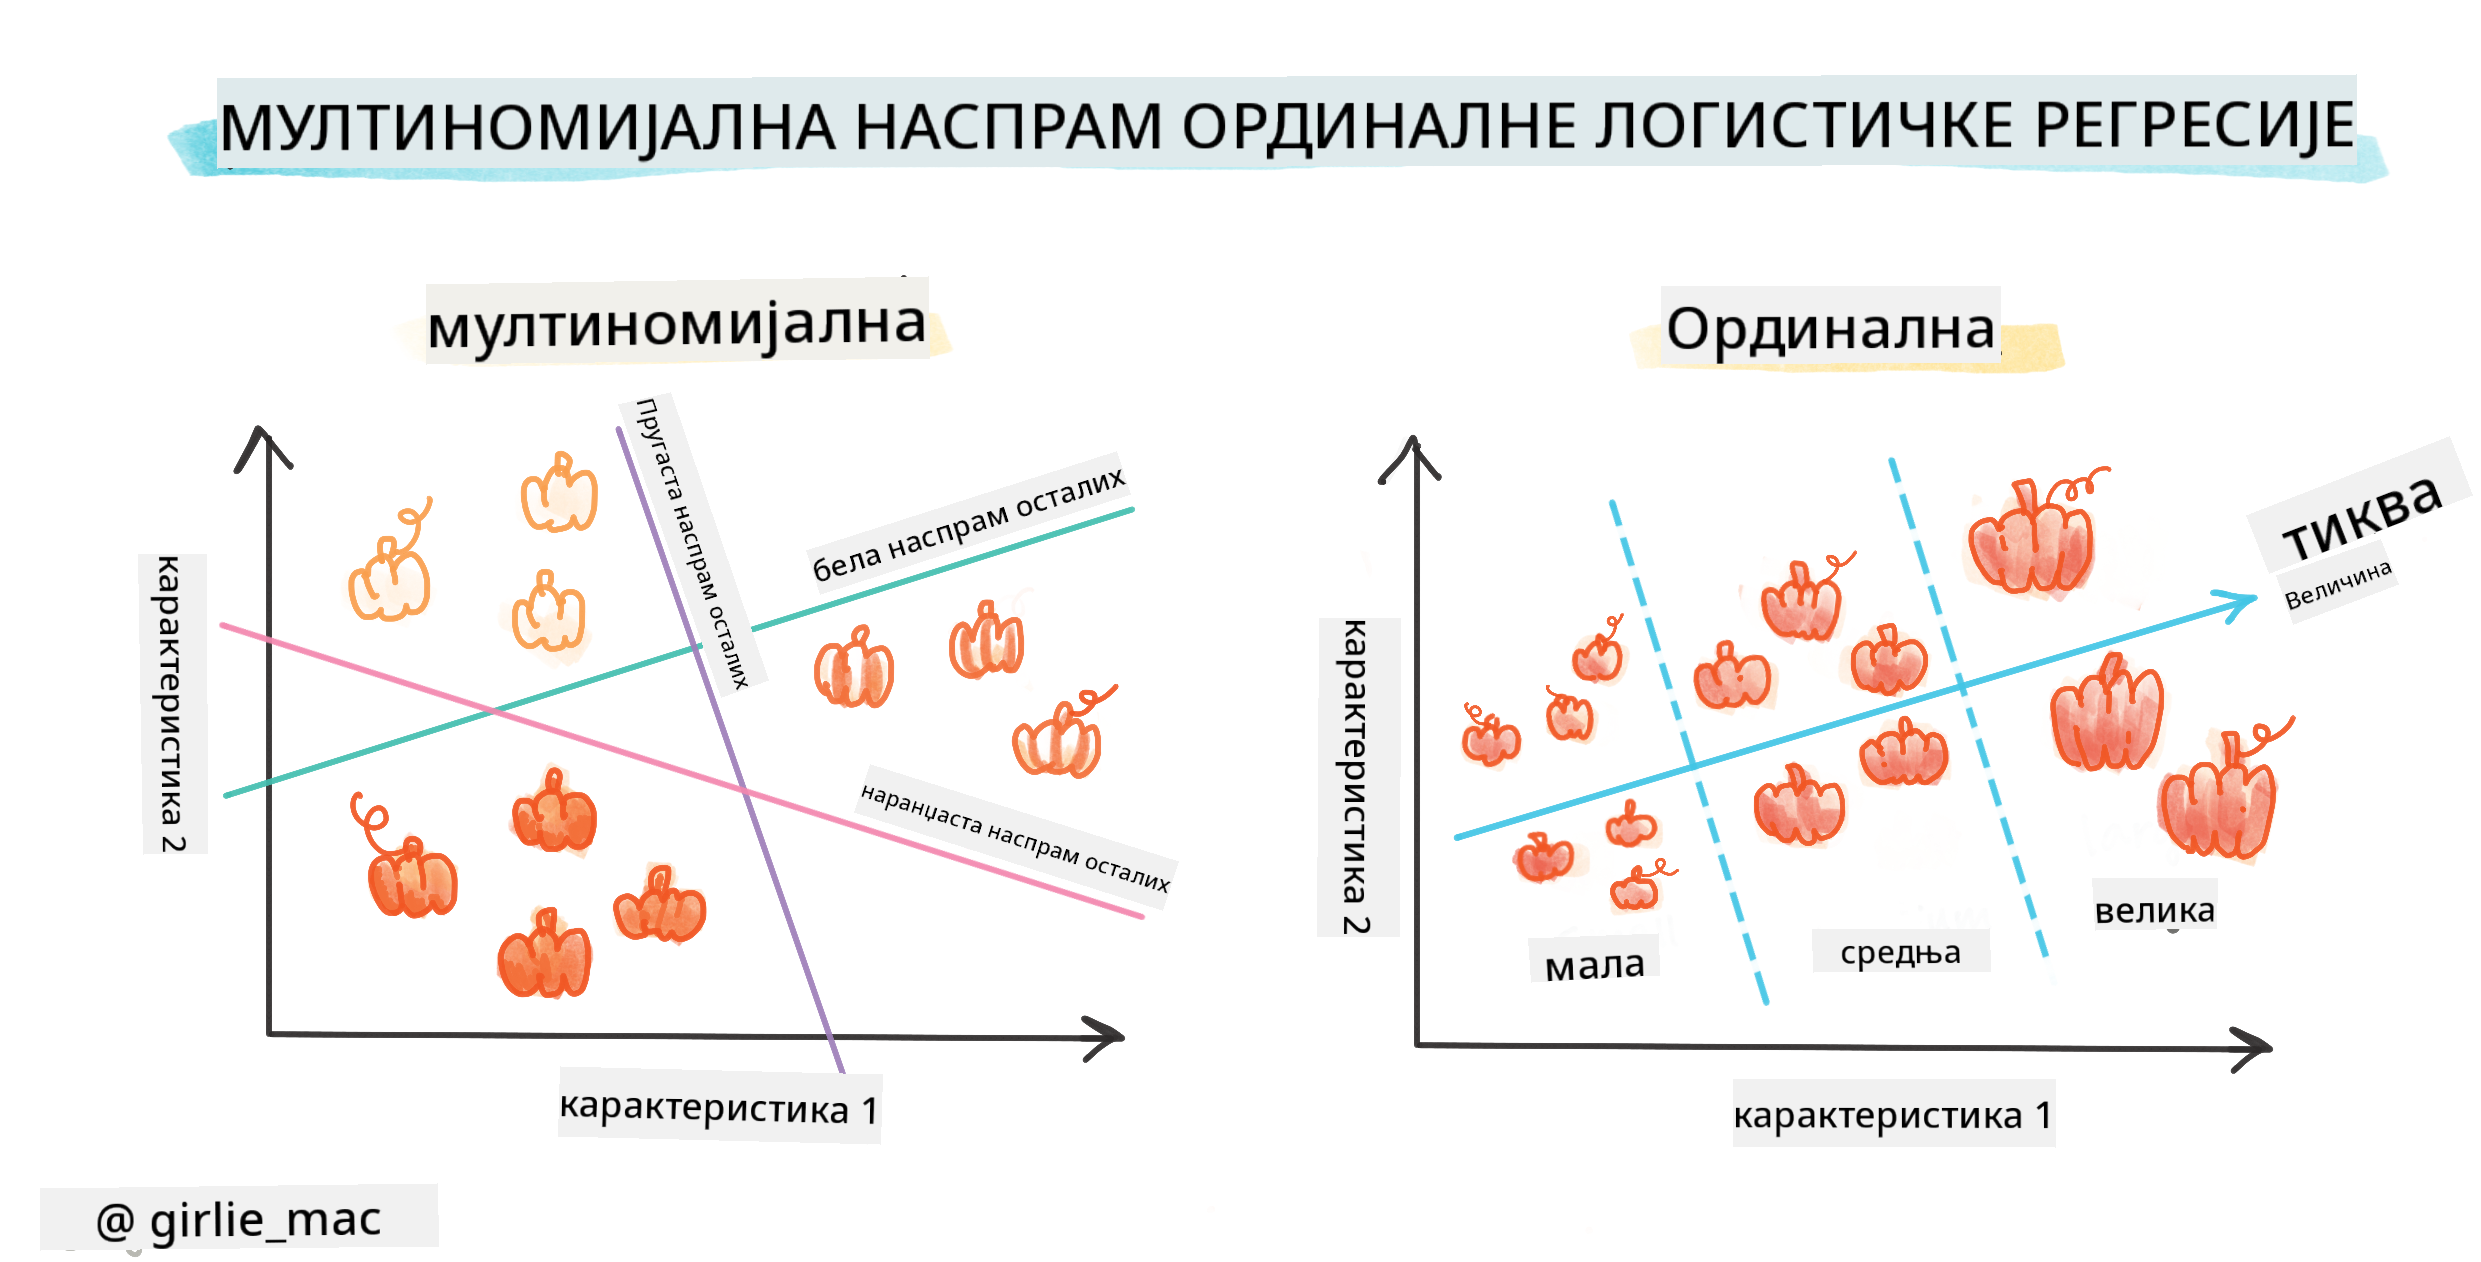 МУЛТИНОМИЈАЛНА НАСПРАМ ОРДИНАЛНЕ ЛОГИСТИЧКЕ РЕГРЕСИЈЕ
мултиномијална
Пругаста наспрам осталих
бела наспрам осталих
наранџаста наспрам осталих
карактеристика 2
карактеристика 1
Ординална
тиква
Величина
карактеристика 2
мала
средња
велика
карактеристика 1
@ girlie_mac